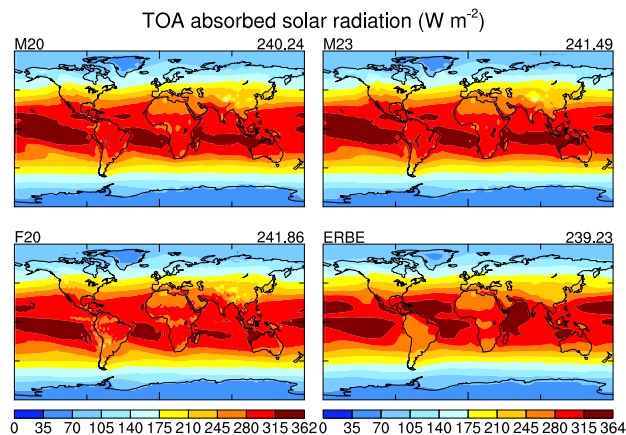 TOA absorbed solar radiation (W m-2)
M20 240.24 M23 241.49
F20 241.86 ERBE 239.23
0 35 70 105 140 175 210 245 280 315 362 0 35 70 105 140 175 210 245 280 315 364